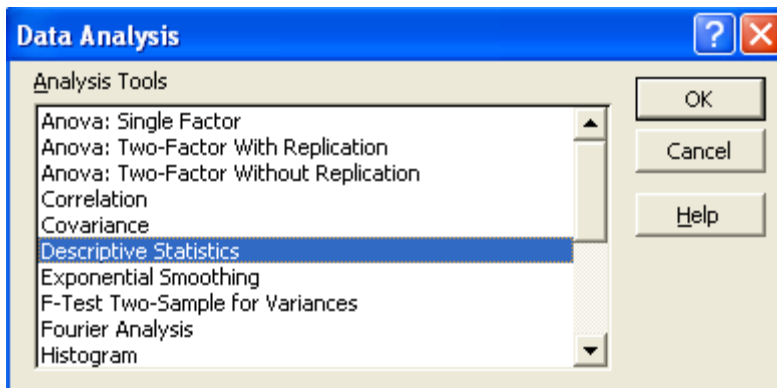 Data Analysis
Analysis Tools
Anova: Single Factor
Anova: Two-Factor With Replication
Anova: Two-Factor Without Replication
Correlation
Covariance
Descriptive Statistics
Exponential Smoothing
F-Test Two-Sample for Variances
Fourier Analysis
Histogram
OK
Cancel
Help